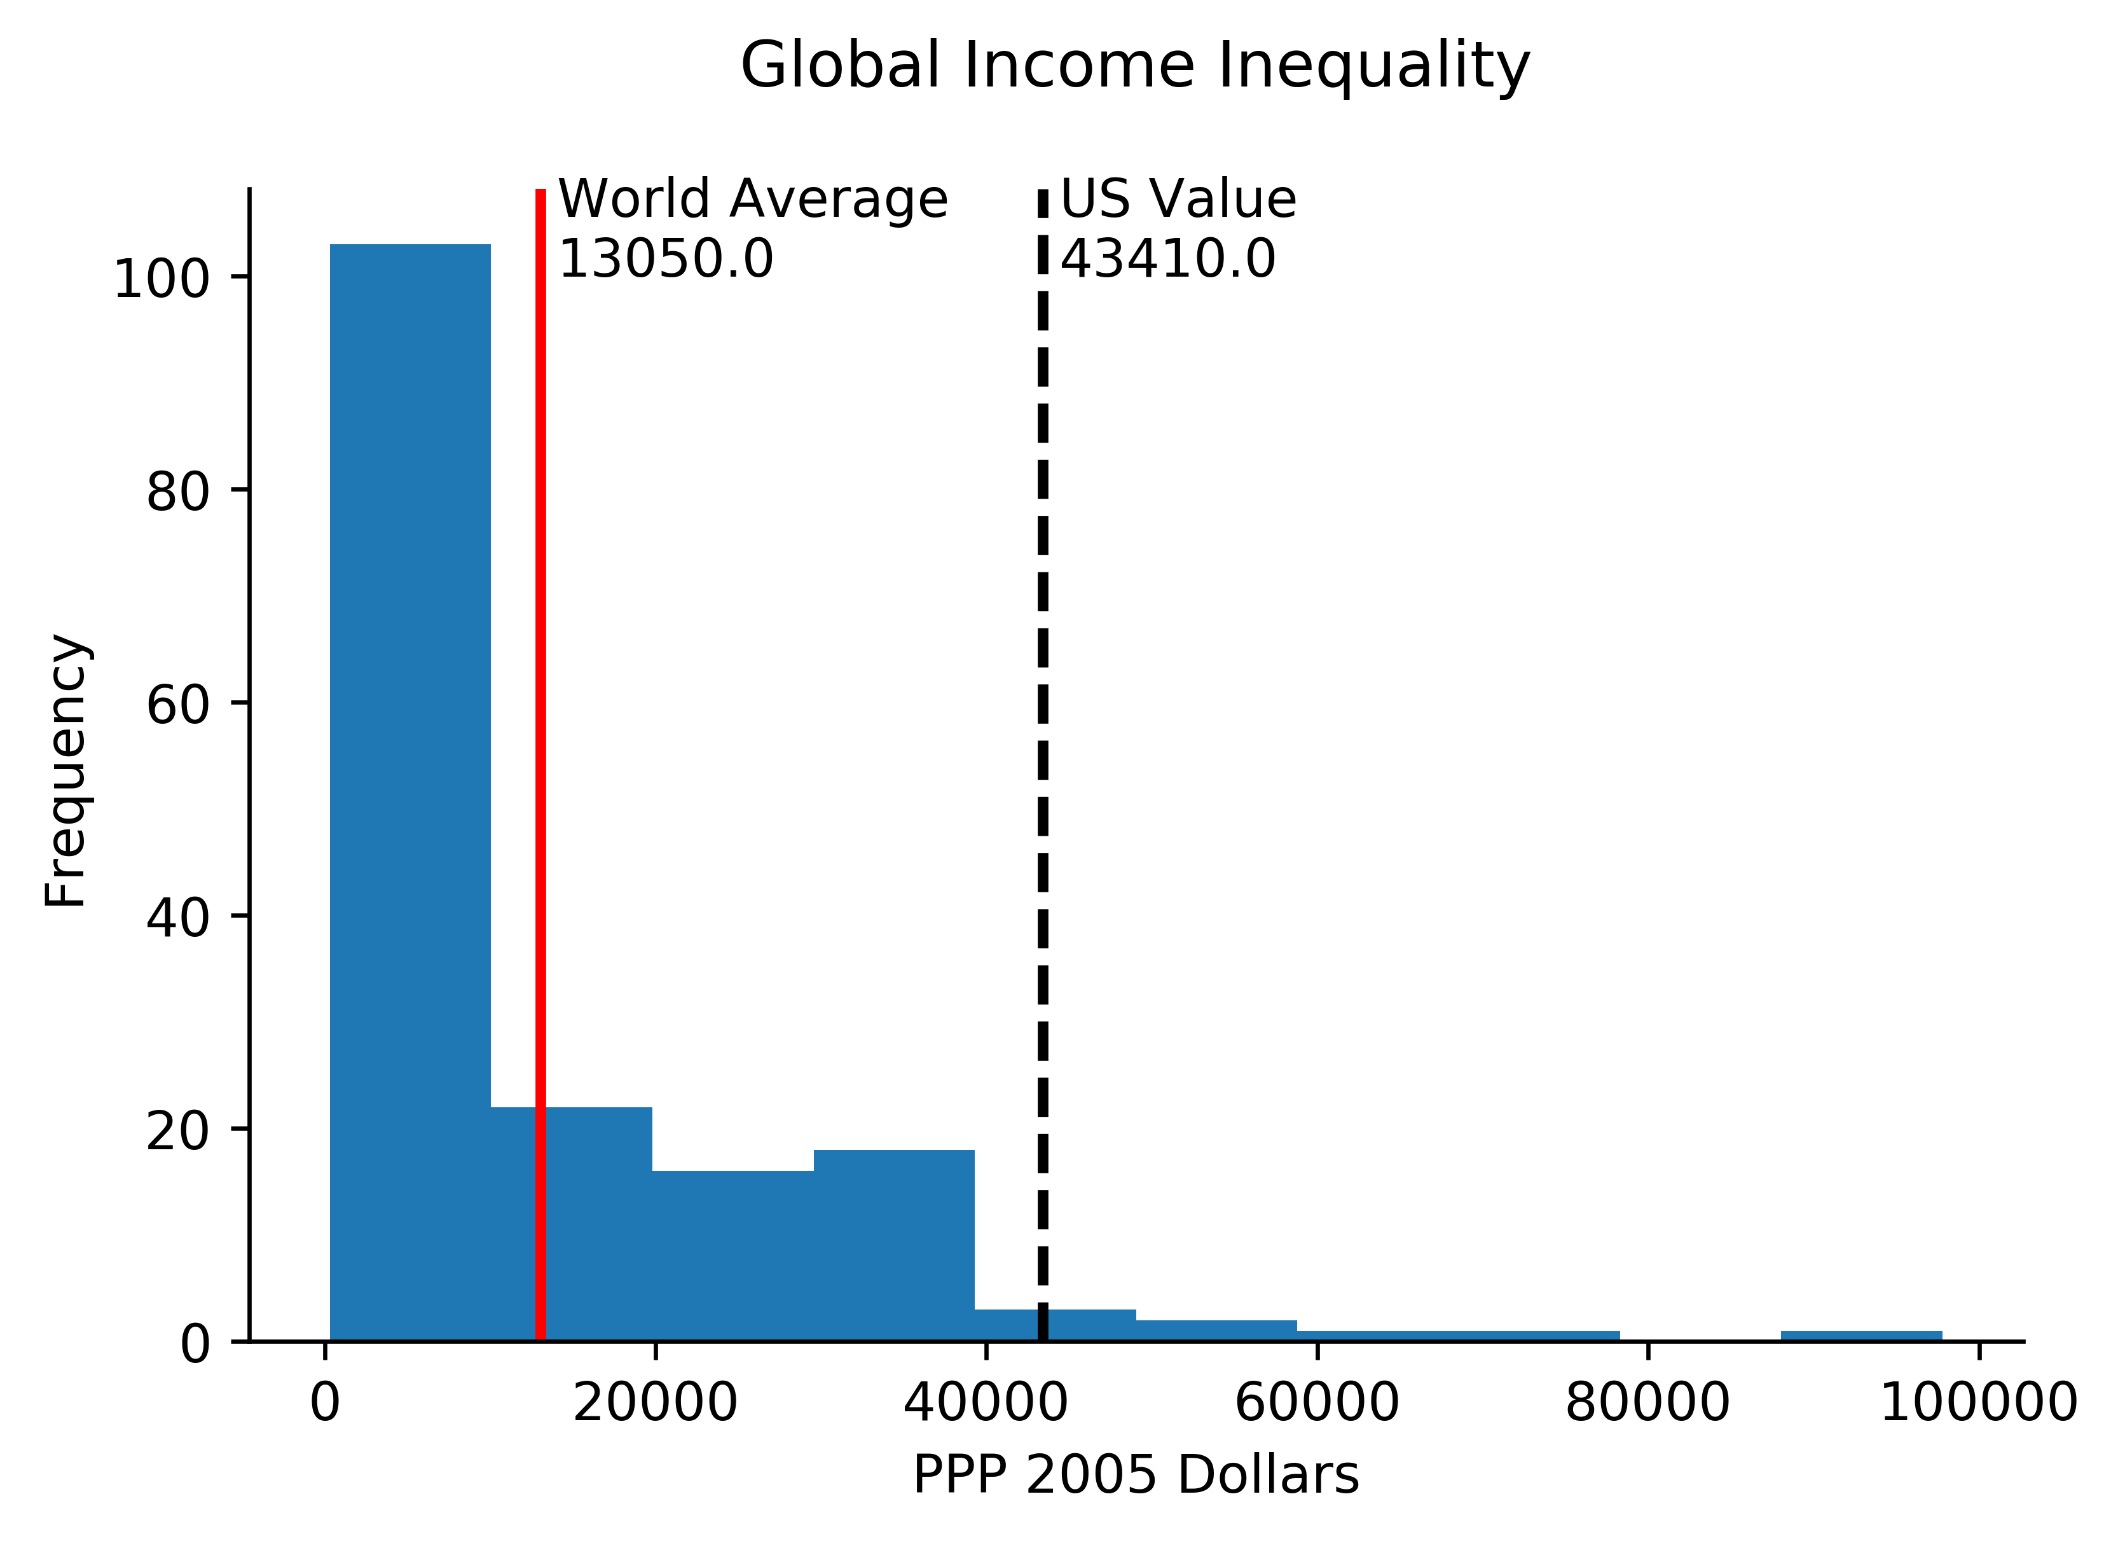 Global Income Inequality
World Average
13050.0
US Value
43410.0
Frequency
100
80
60
40
20
0
0 20000 40000 60000 80000 100000
PPP 2005 Dollars